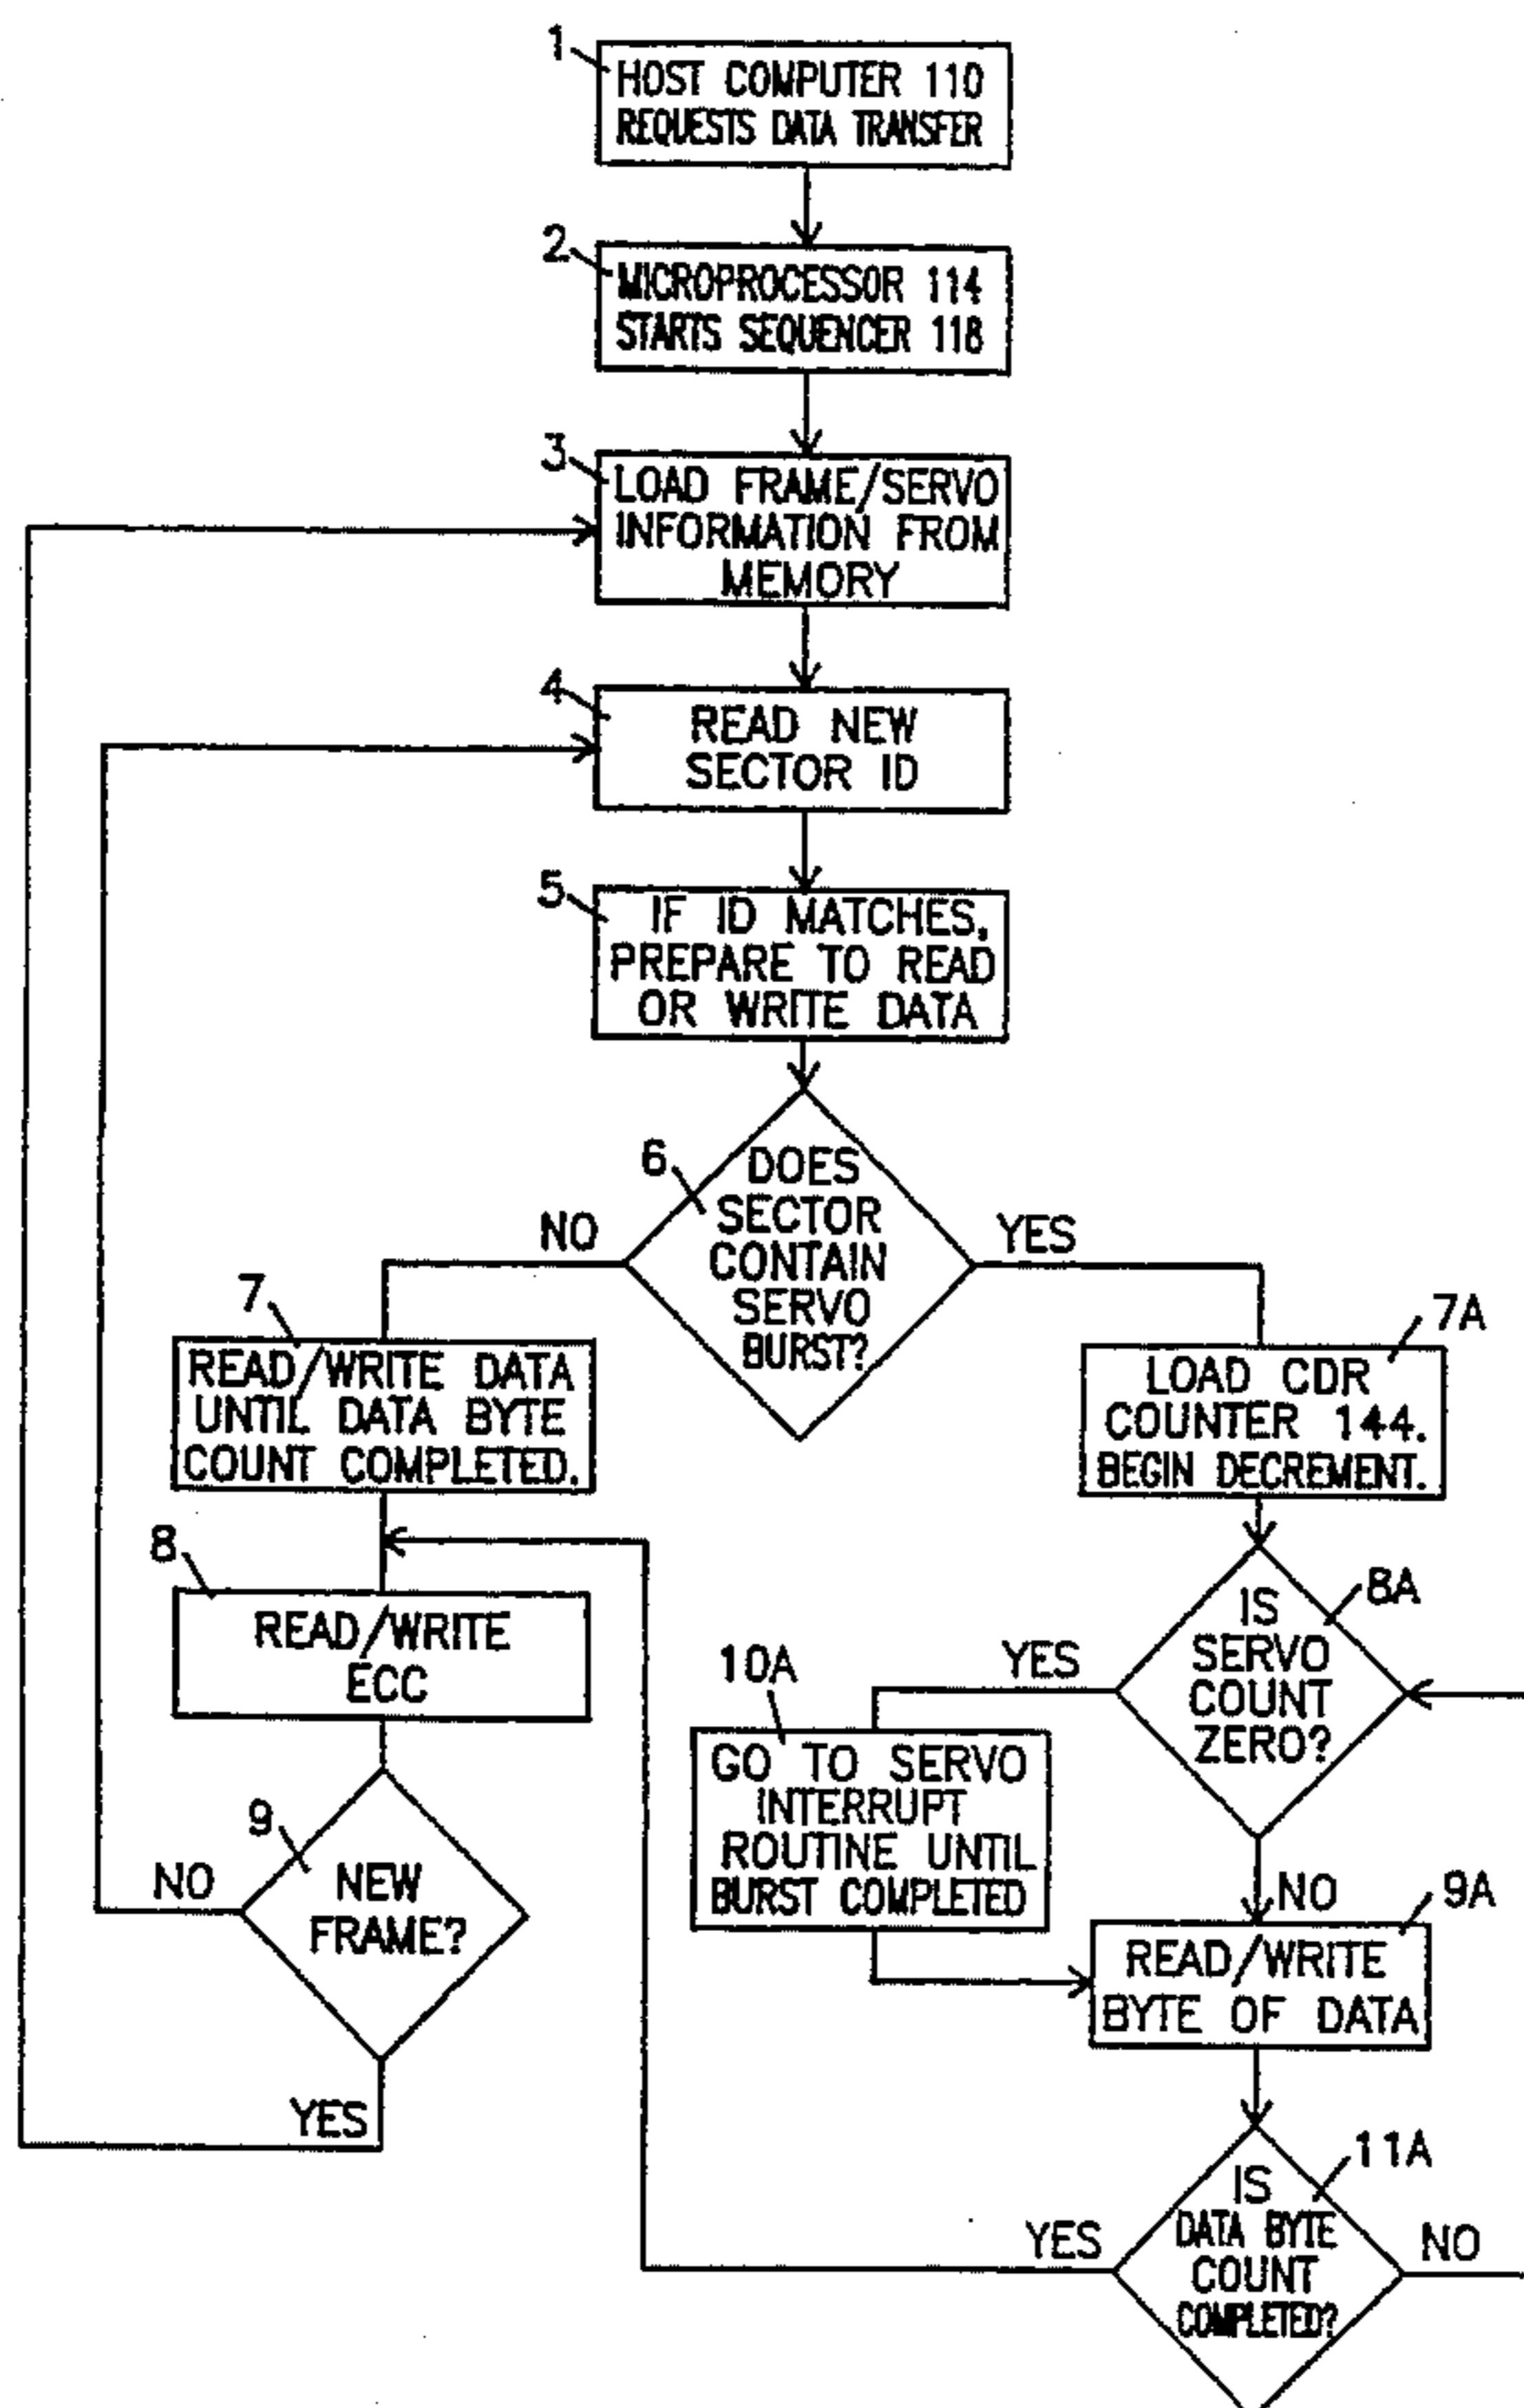 1
HOST COMPUTER 110
REQUESTS DATA TRANSFER
2
MICROPROCESSOR 114
STARTS SEQUENCER 118
3
LOAD FRAME/SERVO
INFORMATION FROM
MEMORY
4
READ NEW
SECTOR ID
5
IF ID MATCHES,
PREPARE TO READ
OR WRITE DATA
6
DOES
SECTOR
CONTAIN
SERVO
BURST?
NO
YES
7
READ/WRITE DATA
UNTIL DATA BYTE
COUNT COMPLETED.
8
READ/WRITE
ECC
9
NEW
FRAME?
NO
YES
7A
LOAD CDR
COUNTER 144.
BEGIN DECREMENT.
8A
IS
SERVO
COUNT
ZERO?
YES
NO
10A
GO TO SERVO
INTERRUPT
ROUTINE UNTIL
BURST COMPLETED
9A
READ/WRITE
BYTE OF DATA
11A
IS
DATA BYTE
COUNT
COMPLETED?
YES
NO